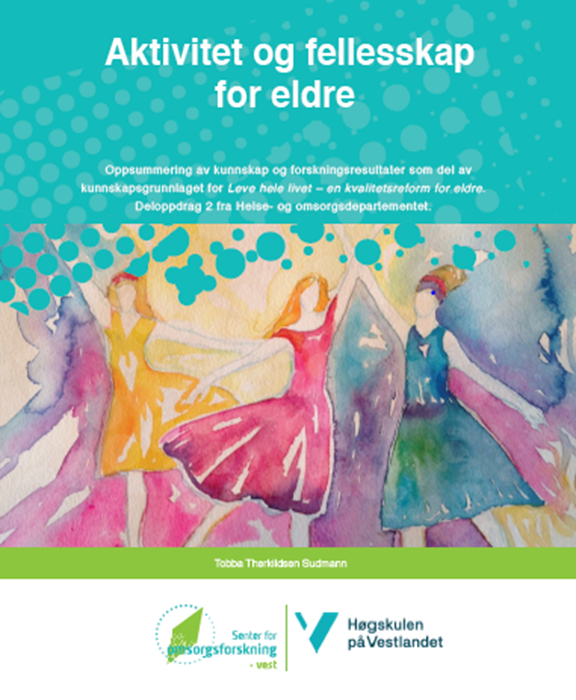 Aktivitet og fellesskap
for eldre
Oppsummering av kunnskap og forskningsresultater som del av
kunnskapsgrunnlaget for Leve hele livet – en kvalitetsreform for eldre.
Deloppdrag 2 fra Helse- og omsorgsdepartementet.
Tobba Therkildsen Sudmann
Senter for
omsorgsforskning
- vest
Høgskulen
på Vestlandet